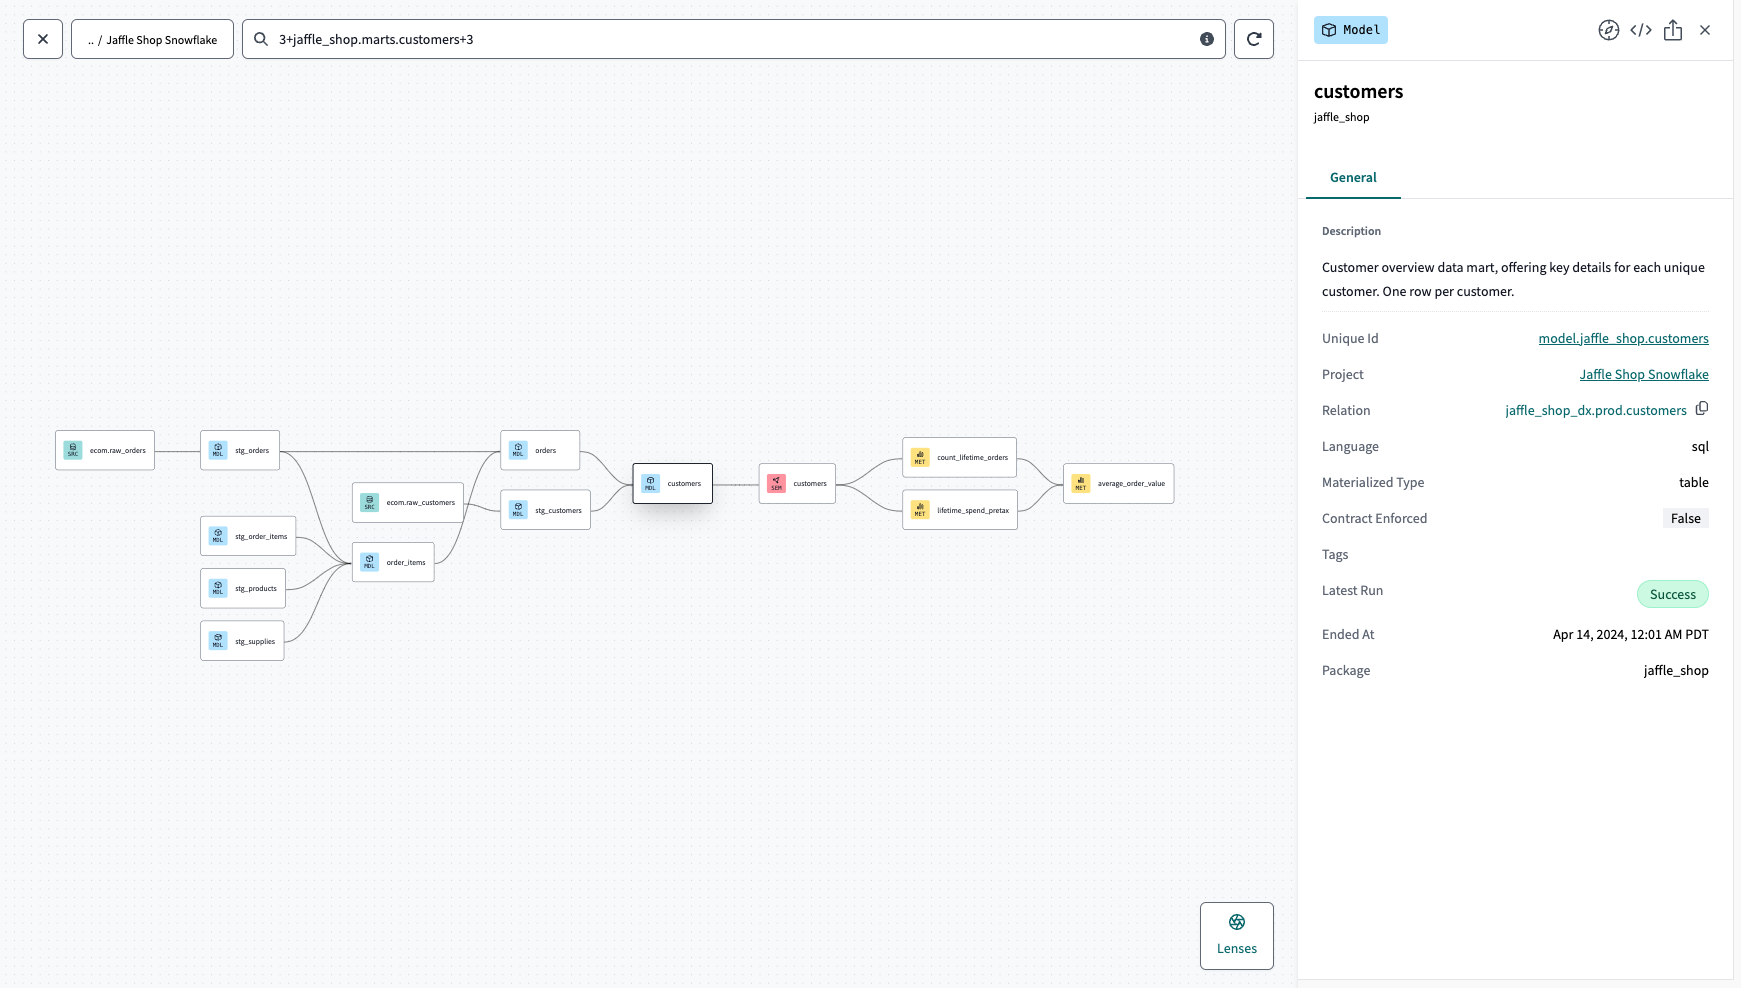 .. / Jaffle Shop Snowflake
3+jaffle_shop.marts.customers+3
SRC ecom.raw_orders
MDL stg_orders
MDL orders
SRC ecom.raw_customers
MDL stg_customers
MDL stg_order_items
MDL order_items
MDL stg_products
MDL stg_supplies
MDL customers
SEM customers
MET count_lifetime_orders
MET lifetime_spend_pretax
MET average_order_value
Lenses
Model
customers
jaffle_shop
General
Description
Customer overview data mart, offering key details for each unique
customer. One row per customer.
Unique Id model.jaffle_shop.customers
Project Jaffle Shop Snowflake
Relation jaffle_shop_dx.prod.customers
Language sql
Materialized Type table
Contract Enforced False
Tags
Latest Run Success
Ended At Apr 14, 2024, 12:01 AM PDT
Package jaffle_shop